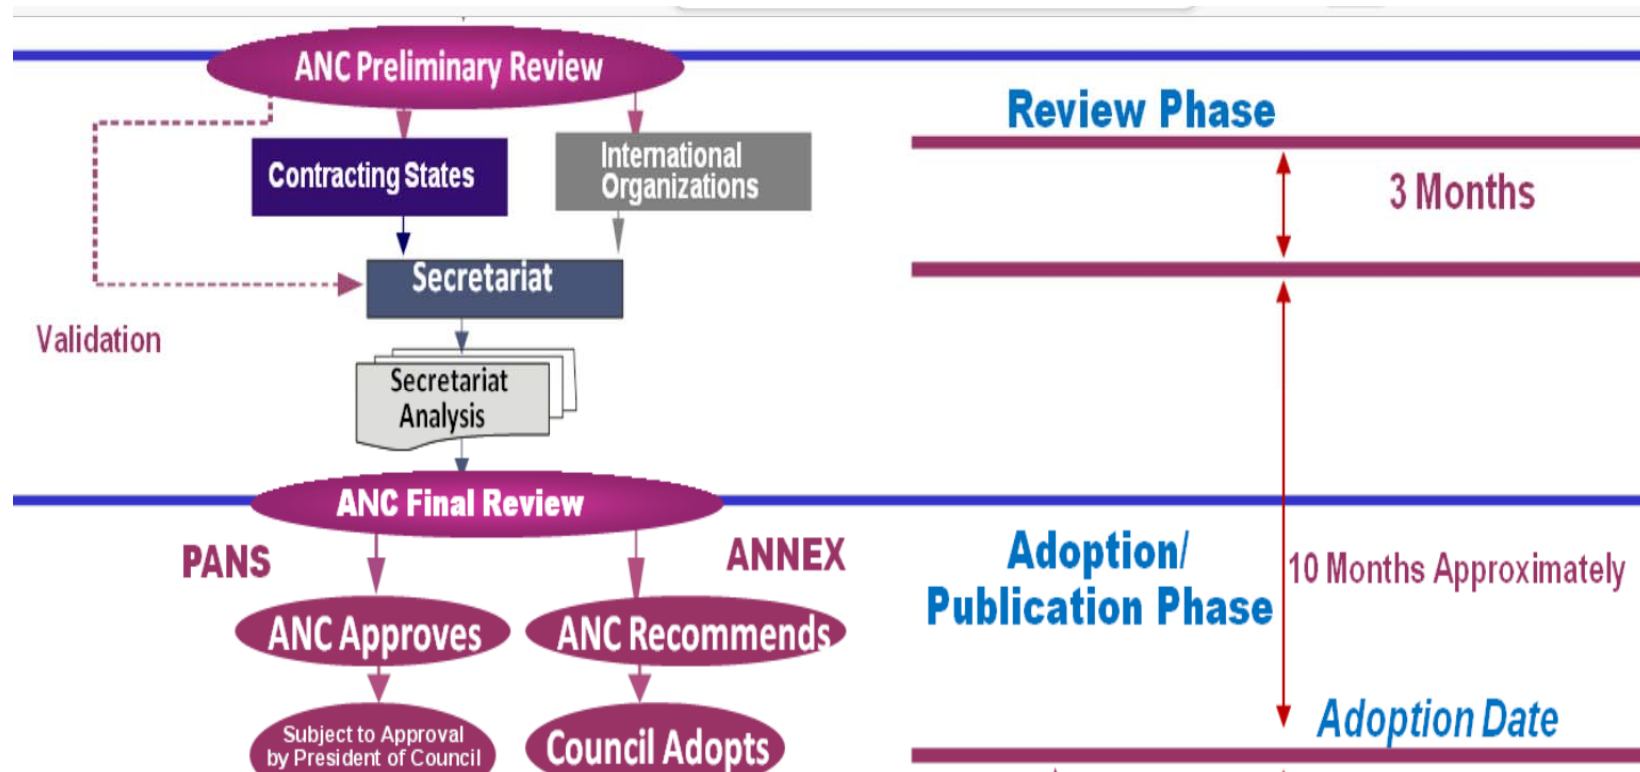 ANC Preliminary Review
Review Phase
Contracting States
International
Organizations
3 Months
Secretariat
Validation
Secretariat
Analysis
ANC Final Review
PANS
ANNEX
Adoption/
Publication Phase
10 Months Approximately
ANC Approves
ANC Recommends
Subject to Approval
by President of Council
Council Adopts
Adoption Date